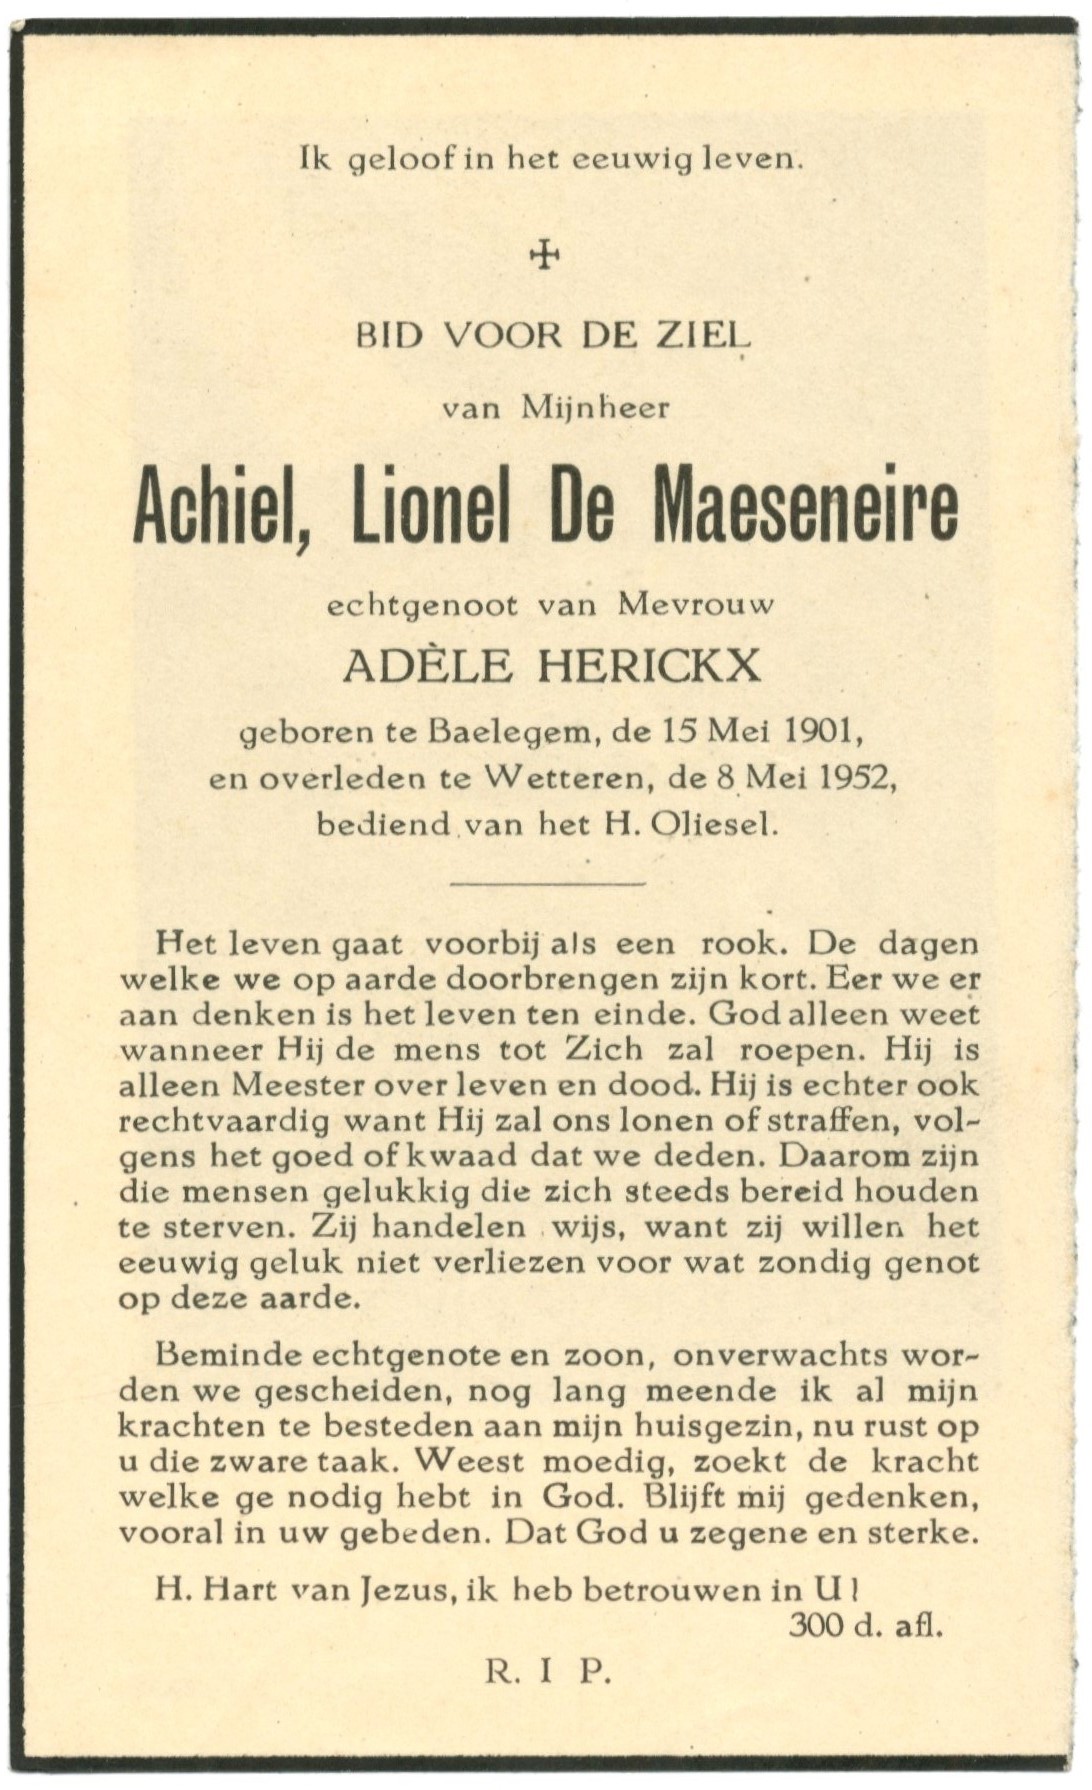 Ik geloof in het eeuwig leven.
✠
BID VOOR DE ZIEL
van Mijnheer
Achiel, Lionel De Maeseneire
echtgenoot van Mevrouw
ADÈLE HERICKX
geboren te Baelegem, de 15 Mei 1901,
en overleden te Wetteren, de 8 Mei 1952,
bediend van het H. Oliesel.
Het leven gaat voorbij als een rook. De dagen
welke we op aarde doorbrengen zijn kort. Eer we er
aan denken is het leven ten einde. God alleen weet
wanneer Hij de mens tot Zich zal roepen. Hij is
alleen Meester over leven en dood. Hij is echter ook
rechtvaardig want Hij zal ons lonen of straffen, vol-
gens het goed of kwaad dat we deden. Daarom zijn
die mensen gelukkig die zich steeds bereid houden
te sterven. Zij handelen wijs, want zij willen het
eeuwig geluk niet verliezen voor wat zondig genot
op deze aarde.
Beminde echtgenote en zoon, onverwachts wor-
den we gescheiden, nog lang meende ik al mijn
krachten te besteden aan mijn huisgezin, nu rust op
u die zware taak. Weest moedig, zoekt de kracht
welke ge nodig hebt in God. Blijft mij gedenken,
vooral in uw gebeden. Dat God u zegene en sterke.
H. Hart van Jezus, ik heb betrouwen in U!
300 d. afl.
R. I P.